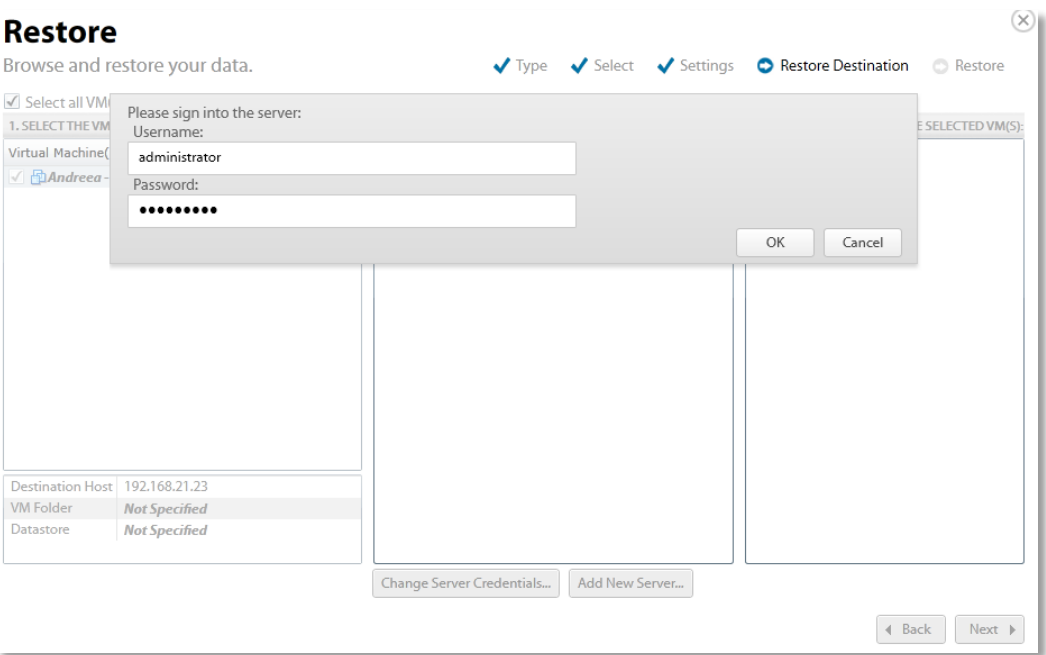 Restore
Browse and restore your data.
Type Select Settings Restore Destination Restore
Select all VM
1. SELECT THE VM
E SELECTED VM(S):
Please sign into the server:
Username:
administrator
Password:
•••••••••
OK Cancel
Virtual Machine(
Andreea -
Destination Host 192.168.21.23
VM Folder Not Specified
Datastore Not Specified
Change Server Credentials... Add New Server...
Back Next